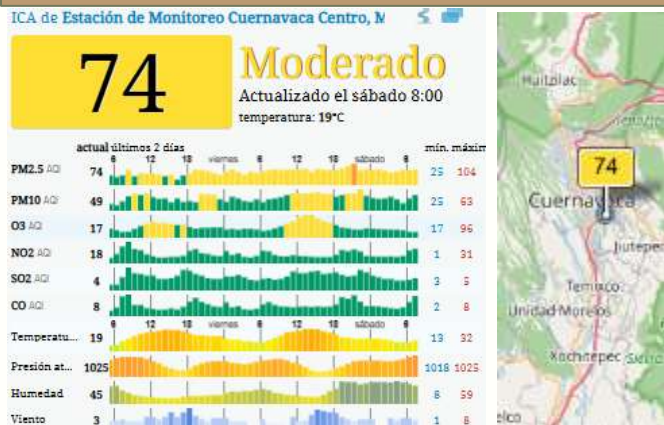 ICA de Estación de Monitoreo Cuernavaca Centro, M
74
Moderado
Actualizado el sábado 8:00
temperatura: 19°C
actual últimos 2 días mín. máxim
6 12 18 viernes 6 12 18 sábado 6
PM2.5 AQI 74 25 104
PM10 AQI 49 25 63
O3 AQI 17 17 96
NO2 AQI 18 1 31
SO2 AQI 4 3 5
CO AQI 8 2 8
6 12 18 viernes 6 12 18 sábado 6
Temperatu... 19 13 32
Presión at... 1025 1018 1025
Humedad 45 8 59
Viento 3 1 8
Huitzilac
74
Cuernavaca
Jiutepec
Temixco
Unidad Morelos
Xochitepec